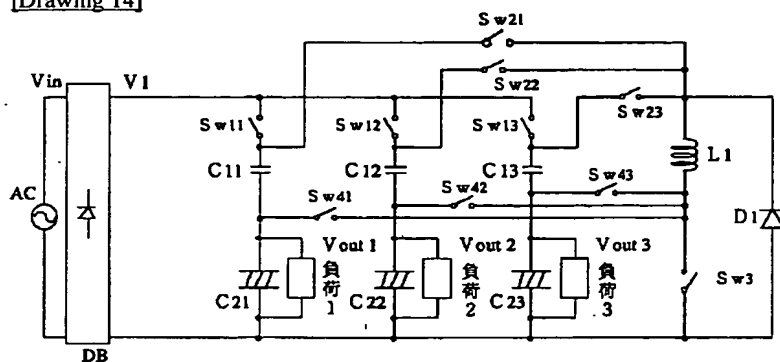 [Drawing 14]
Sw21
Vin
V1
Sw22
Sw11
Sw12
Sw13
Sw23
C11
C12
C13
L1
AC
Sw41
Sw42
Sw43
D1
Vout 1
Vout 2
Vout 3
負荷1
負荷2
負荷3
C21
C22
C23
Sw3
DB